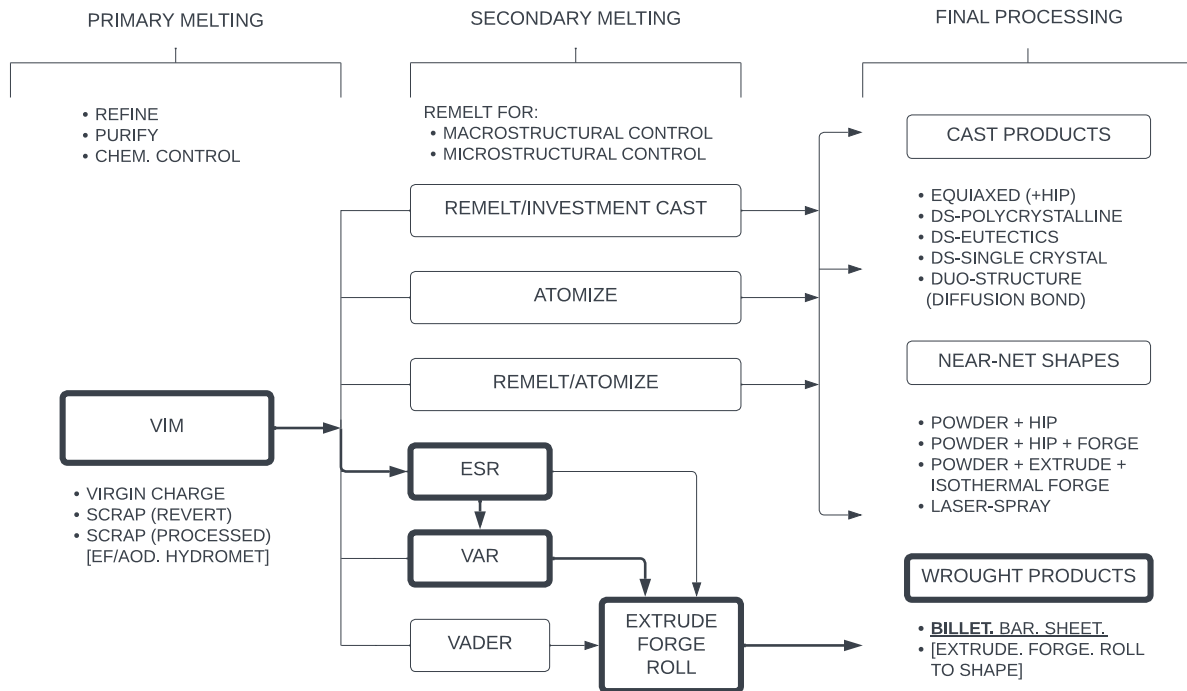 PRIMARY MELTING
• REFINE
• PURIFY
• CHEM. CONTROL
VIM
• VIRGIN CHARGE
• SCRAP (REVERT)
• SCRAP (PROCESSED)
[EF/AOD. HYDROMET]
SECONDARY MELTING
REMELT FOR:
• MACROSTRUCTURAL CONTROL
• MICROSTRUCTURAL CONTROL
REMELT/INVESTMENT CAST
ATOMIZE
REMELT/ATOMIZE
ESR
VAR
VADER
EXTRUDE
FORGE
ROLL
FINAL PROCESSING
CAST PRODUCTS
• EQUIAXED (+HIP)
• DS-POLYCRYSTALLINE
• DS-EUTECTICS
• DS-SINGLE CRYSTAL
• DUO-STRUCTURE
(DIFFUSION BOND)
NEAR-NET SHAPES
• POWDER + HIP
• POWDER + HIP + FORGE
• POWDER + EXTRUDE +
ISOTHERMAL FORGE
• LASER-SPRAY
WROUGHT PRODUCTS
• BILLET. BAR. SHEET.
• [EXTRUDE. FORGE. ROLL
TO SHAPE]